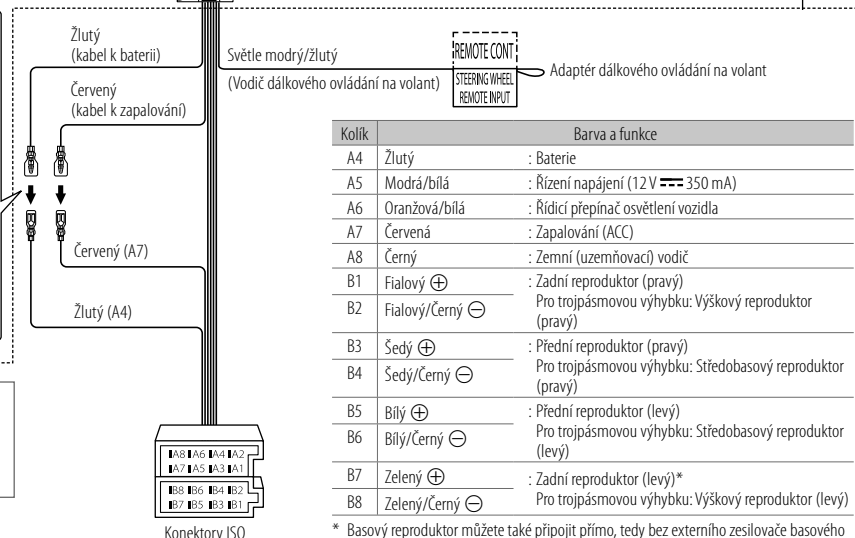 Žlutý
(kabel k baterii)
Červený
(kabel k zapalování)
Světle modrý/žlutý
(Vodič dálkového ovládání na volant)
REMOTE CONT
STEERING WHEEL
REMOTE INPUT
Adaptér dálkového ovládání na volant
Červený (A7)
Žlutý (A4)
A8 A6 A4 A2
A7 A5 A3 A1
B8 B6 B4 B2
B7 B5 B3 B1
Konektory ISO
Kolík Barva a funkce
A4 Žlutý : Baterie
A5 Modrá/bílá : Řízení napájení (12 V ⎓ 350 mA)
A6 Oranžová/bílá : Řídicí přepínač osvětlení vozidla
A7 Červená : Zapalování (ACC)
A8 Černý : Zemní (uzemňovací) vodič
B1 Fialový ⊕ : Zadní reproduktor (pravý)
B2 Fialový/Černý ⊖ Pro trojpásmovou výhybku: Výškový reproduktor
(pravý)
B3 Šedý ⊕ : Přední reproduktor (pravý)
B4 Šedý/Černý ⊖ Pro trojpásmovou výhybku: Středobasový reproduktor
(pravý)
B5 Bílý ⊕ : Přední reproduktor (levý)
B6 Bílý/Černý ⊖ Pro trojpásmovou výhybku: Středobasový reproduktor
(levý)
B7 Zelený ⊕ : Zadní reproduktor (levý)*
B8 Zelený/Černý ⊖ Pro trojpásmovou výhybku: Výškový reproduktor (levý)
* Basový reproduktor můžete také připojit přímo, tedy bez externího zesilovače basového